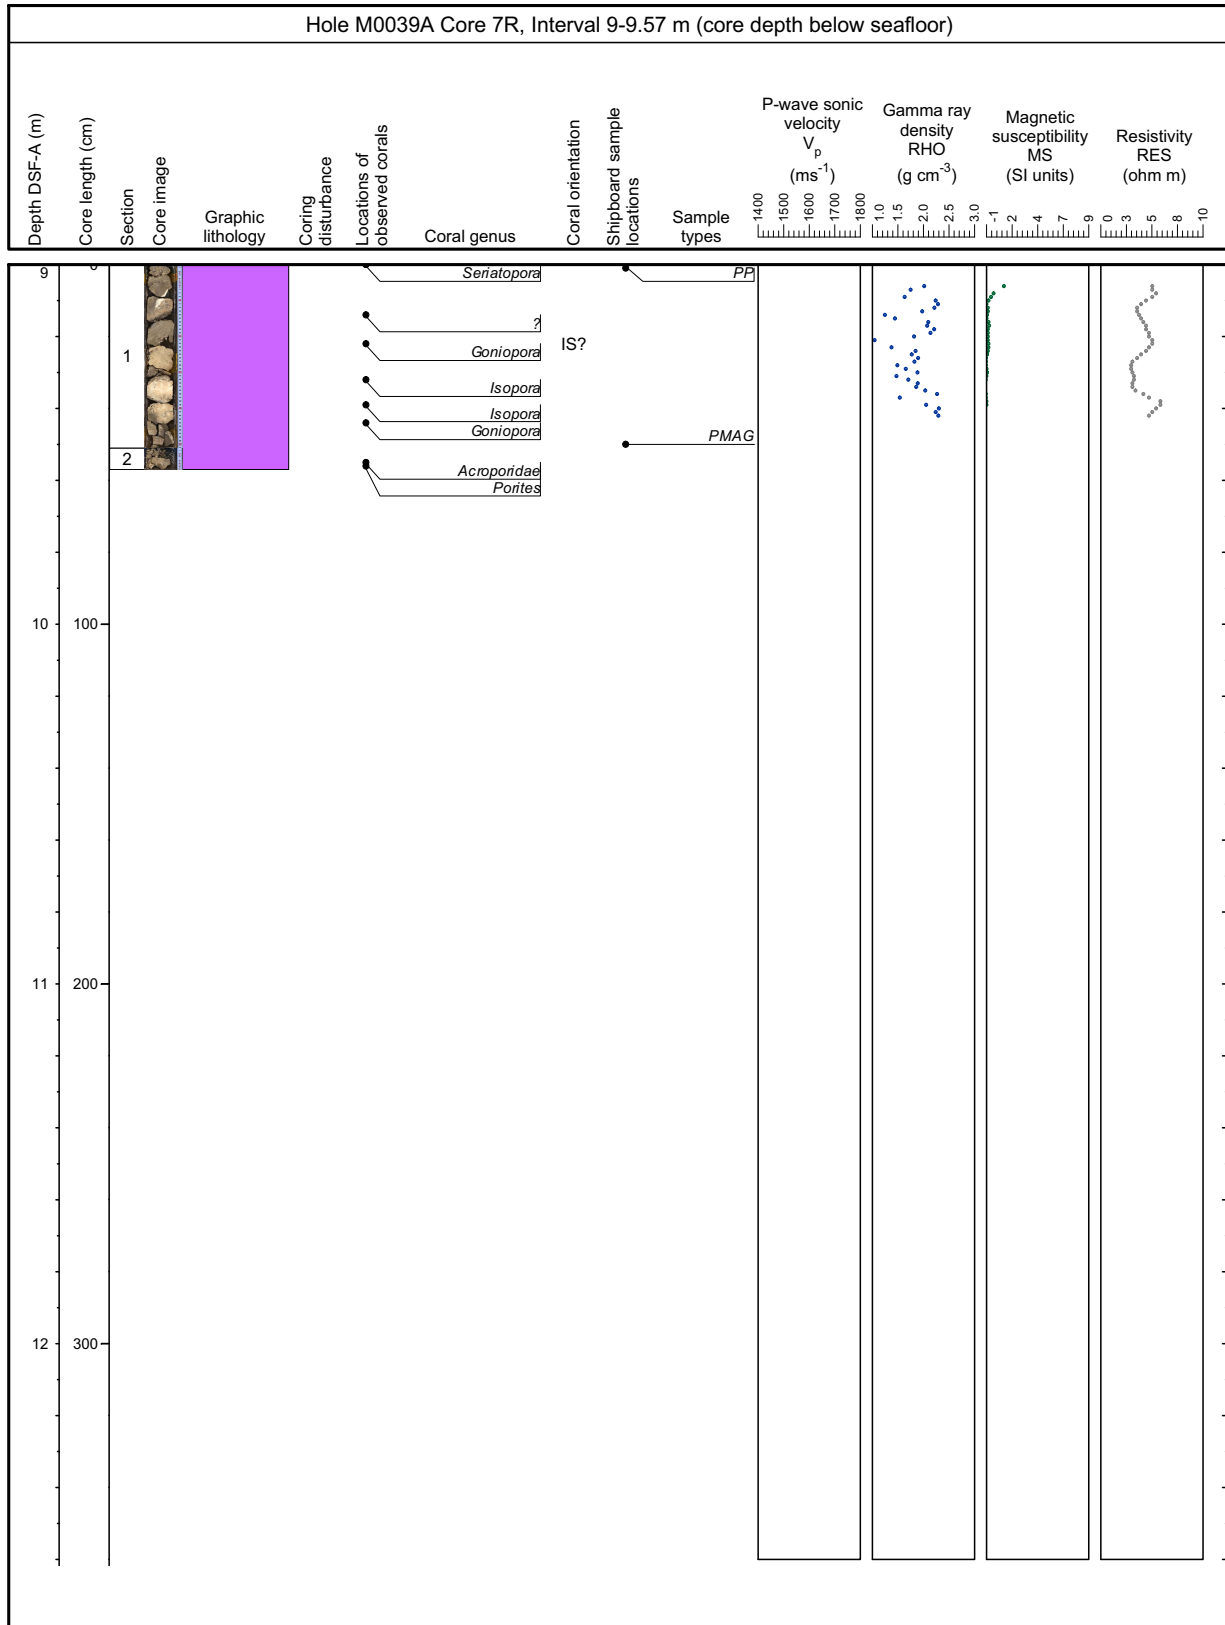 Hole M0039A Core 7R, Interval 9-9.57 m (core depth below seafloor)
Depth DSF-A (m)
Core length (cm)
Section
Core image
Graphic
lithology
Coring
disturbance
Locations of
observed corals
Coral genus
Coral orientation
Shipboard sample
locations
Sample
types
P-wave sonic
velocity
Vp
(ms-1)
1400 1500 1600 1700 1800
Gamma ray
density
RHO
(g cm-3)
1.0 1.5 2.0 2.5 3.0
Magnetic
susceptibility
MS
(SI units)
-1 2 4 7 9
Resistivity
RES
(ohm m)
0 3 5 8 10
9
Seriatopora
PP
?
1
IS?
Goniopora
Isopora
Isopora
Goniopora
PMAG
2
Acroporidae
Porites
10 100
11 200
12 300